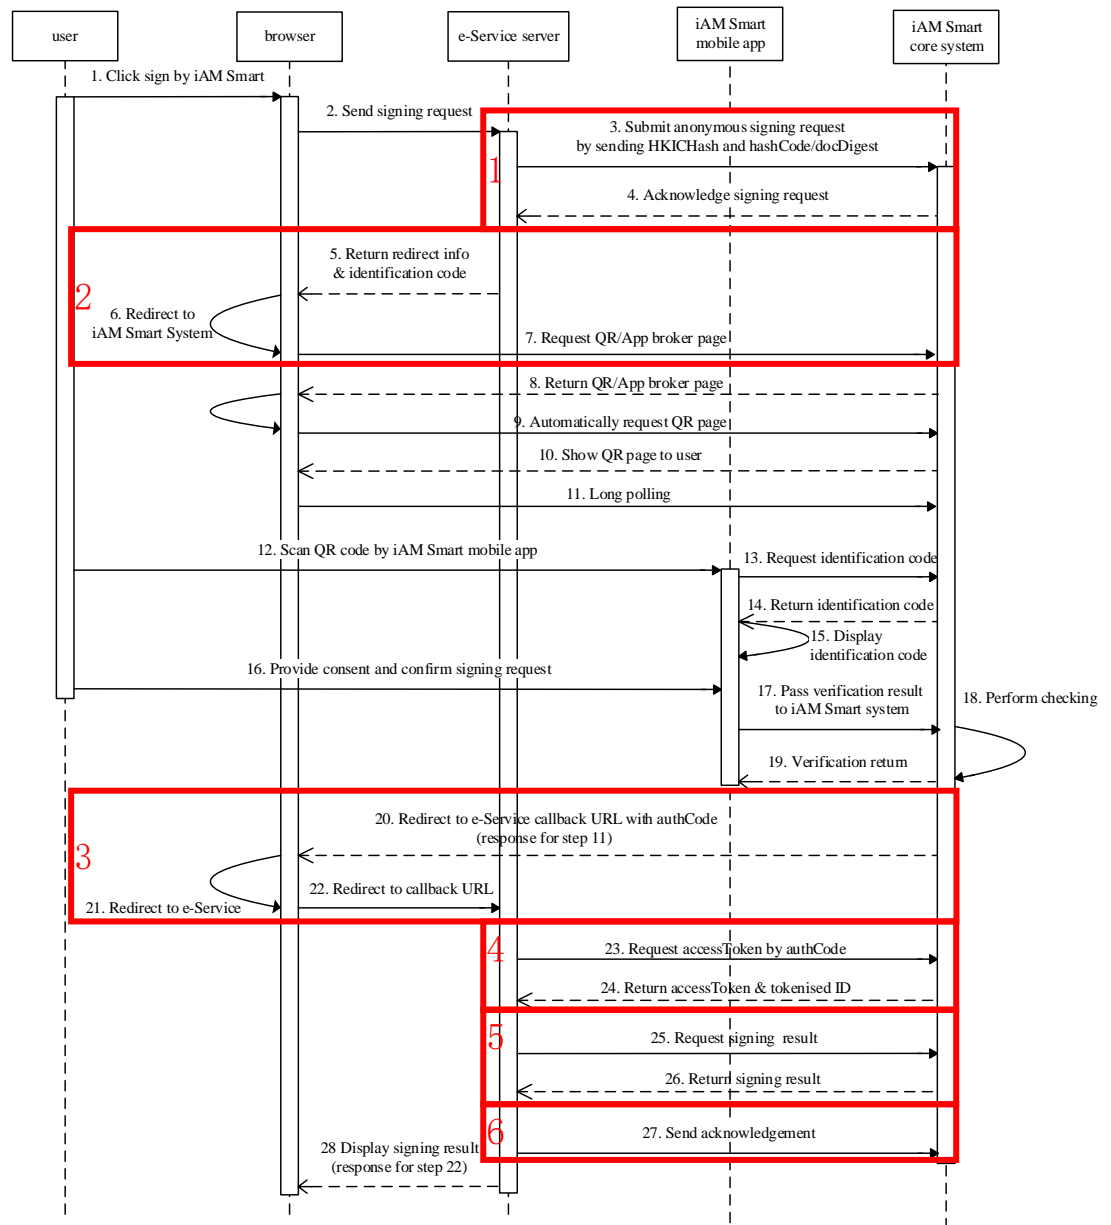 user
browser
e-Service server
iAM Smart
mobile app
iAM Smart
core system
1. Click sign by iAM Smart
2. Send signing request
3. Submit anonymous signing request
by sending HKICHash and hashCode/docDigest
1
4. Acknowledge signing request
5. Return redirect info
& identification code
2
6. Redirect to
iAM Smart System
7. Request QR/App broker page
8. Return QR/App broker page
9. Automatically request QR page
10. Show QR page to user
11. Long polling
12. Scan QR code by iAM Smart mobile app
13. Request identification code
14. Return identification code
15. Display
identification code
16. Provide consent and confirm signing request
17. Pass verification result
to iAM Smart system
18. Perform checking
19. Verification return
20. Redirect to e-Service callback URL with authCode
(response for step 11)
3
22. Redirect to callback URL
21. Redirect to e-Service
4
23. Request accessToken by authCode
24. Return accessToken & tokenised ID
5
25. Request signing result
26. Return signing result
6
27. Send acknowledgement
28 Display signing result
(response for step 22)